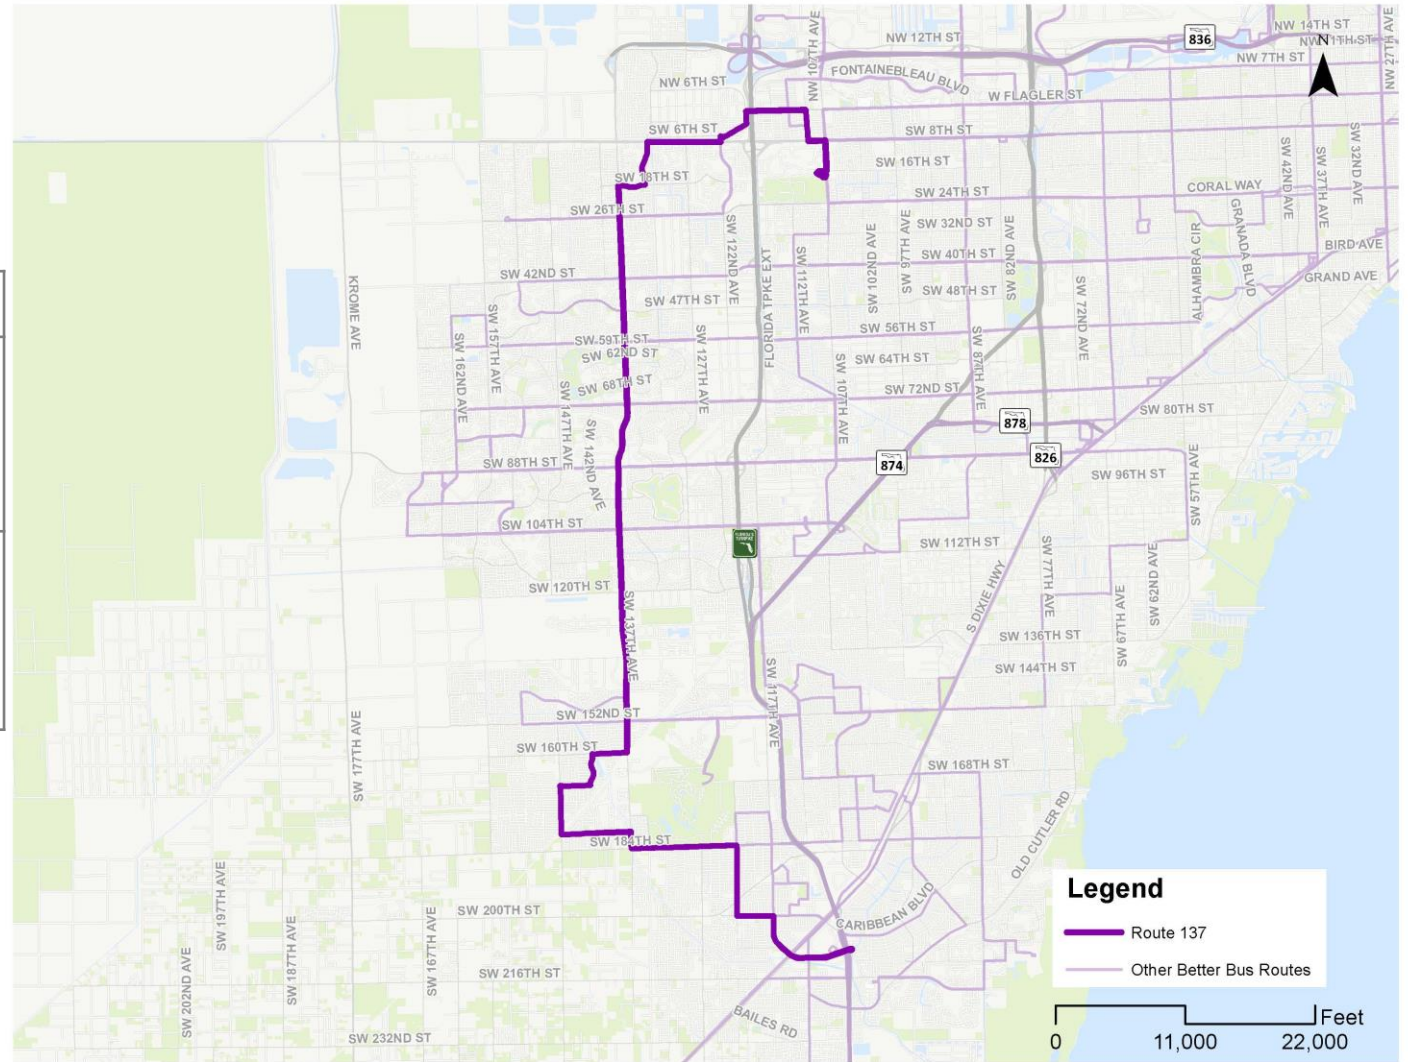 NW 14TH ST
NW 12TH ST
836
N
NW 11TH ST
NW 7TH ST
NW 27TH AVE
NW 107TH AVE
FONTAINEBLEAU BLVD
NW 6TH ST
W FLAGLER ST
SW 6TH ST
SW 8TH ST
SW 16TH ST
SW 42ND AVE
SW 37TH AVE
SW 32ND AVE
SW 18TH ST
SW 24TH ST
CORAL WAY
SW 26TH ST
SW 122ND AVE
FLORIDA TPKE EXT
SW 32ND ST
SW 97TH AVE
SW 102ND AVE
SW 82ND AVE
ALHAMBRA CIR
GRANADA BLVD
BIRD AVE
SW 42ND ST
SW 112TH AVE
SW 40TH ST
GRAND AVE
KROME AVE
SW 47TH ST
SW 48TH ST
SW 72ND AVE
SW 157TH AVE
SW 162ND AVE
SW 59TH ST
SW 62ND ST
SW 127TH AVE
SW 56TH ST
SW 64TH ST
SW 87TH AVE
SW 68TH ST
SW 147TH AVE
SW 142ND AVE
SW 107TH AVE
SW 72ND ST
SW 80TH ST
878
SW 88TH ST
874
826
SW 96TH ST
SW 57TH AVE
SW 104TH ST
SW 112TH ST
SW 77TH AVE
SW 62ND AVE
S DIXIE HWY
SW 120TH ST
SW 137TH AVE
SW 67TH AVE
SW 136TH ST
SW 144TH ST
SW 117TH AVE
SW 152ND ST
SW 177TH AVE
SW 160TH ST
SW 168TH ST
OLD CUTLER RD
SW 184TH ST
SW 197TH AVE
SW 187TH AVE
SW 167TH AVE
SW 200TH ST
CARIBBEAN BLVD
SW 202ND AVE
SW 216TH ST
BAILES RD
SW 232ND ST
Legend
Route 137
Other Better Bus Routes
Feet
0 11,000 22,000